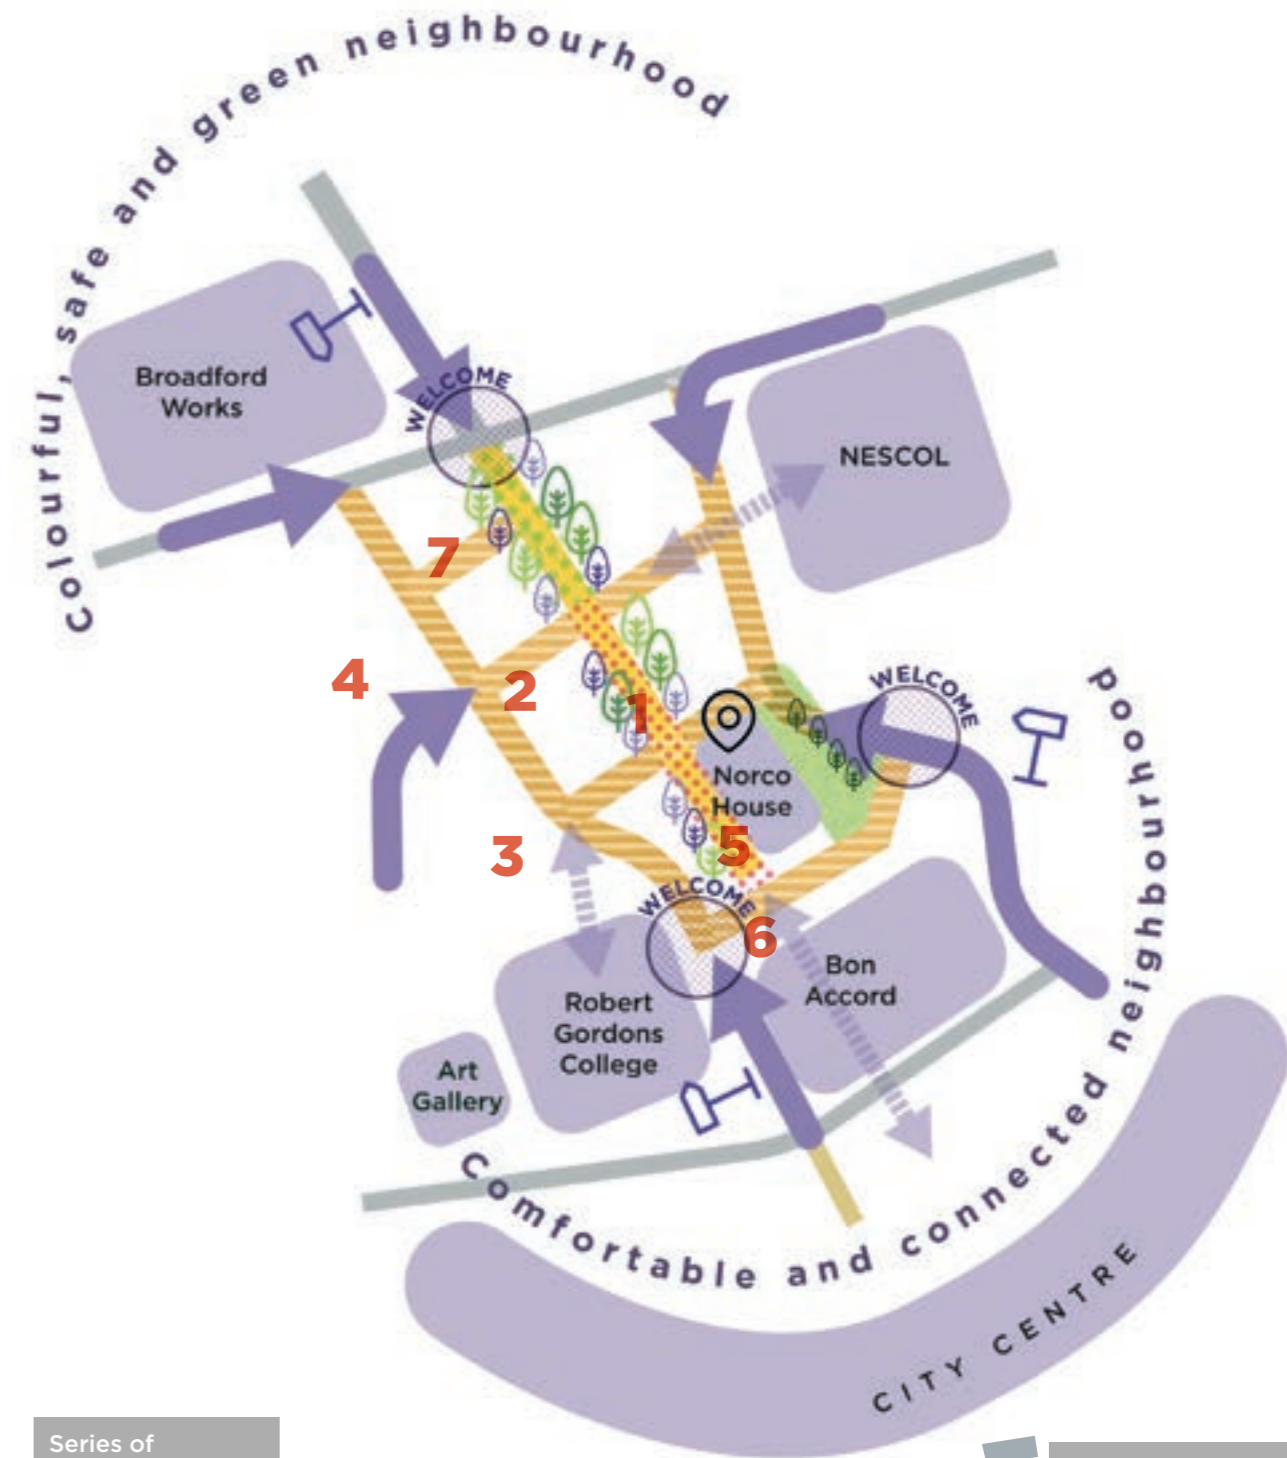 Colourful, safe and green neighbourhood
Broadford
Works
WELCOME
NESCOL
7
4
2
1
WELCOME
Norco
House
3
5
WELCOME
6
Bon
Accord
Robert
Gordons
College
Art
Gallery
Comfortable and connected neighbourhood
CITY CENTRE
Series of